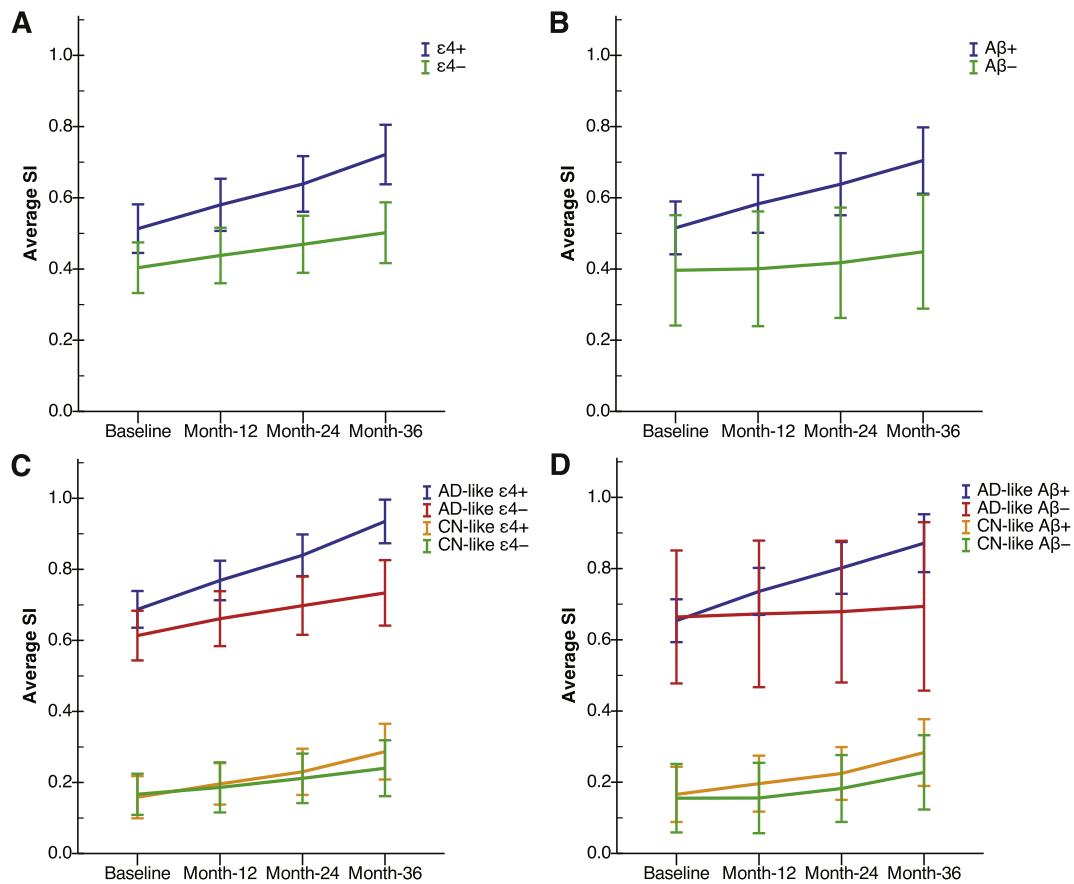 A
ε4+
ε4−
1.0
0.8
0.6
0.4
0.2
0.0
Average SI
Baseline Month-12 Month-24 Month-36
B
Aβ+
Aβ−
1.0
0.8
0.6
0.4
0.2
0.0
Average SI
Baseline Month-12 Month-24 Month-36
C
AD-like ε4+
AD-like ε4−
CN-like ε4+
CN-like ε4−
1.0
0.8
0.6
0.4
0.2
0.0
Average SI
Baseline Month-12 Month-24 Month-36
D
AD-like Aβ+
AD-like Aβ−
CN-like Aβ+
CN-like Aβ−
1.0
0.8
0.6
0.4
0.2
0.0
Average SI
Baseline Month-12 Month-24 Month-36